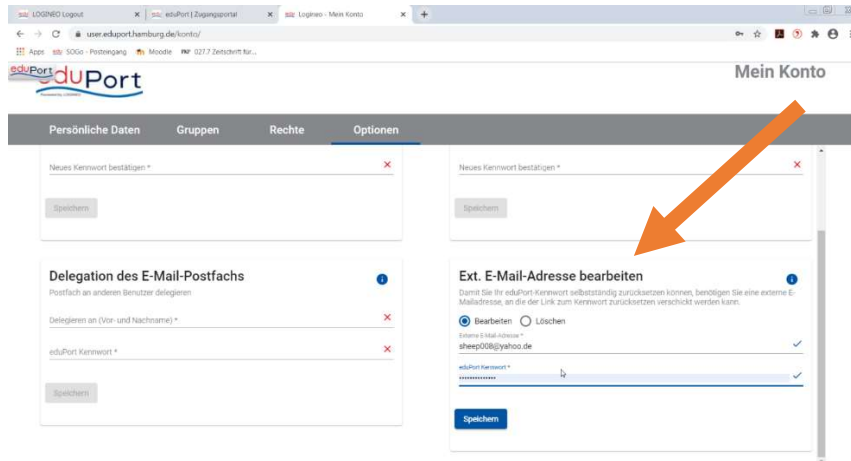 LOGINEO Logout
eduPort | Zugangsportal
Logineo - Mein Konto
user.eduport.hamburg.de/konto/
Apps
SOGo - Posteingang
Moodle
027.7 Zeitschrift für...
eduPort
eduPort
Mein Konto
Persönliche Daten Gruppen Rechte Optionen
Neues Kennwort bestätigen *
Speichern
Neues Kennwort bestätigen *
Speichern
Delegation des E-Mail-Postfachs
Postfach an anderen Benutzer delegieren
Delegieren an (Vor- und Nachname) *
eduPort Kennwort *
Speichern
Ext. E-Mail-Adresse bearbeiten
Damit Sie Ihr eduPort-Kennwort selbstständig zurücksetzen können, benötigen Sie eine externe E-
Mailadresse, an die der Link zum Kennwort zurücksetzen verschickt werden kann.
Bearbeiten Löschen
Externe E-Mail-Adresse *
sheep008@yahoo.de
eduPort Kennwort *
Speichern